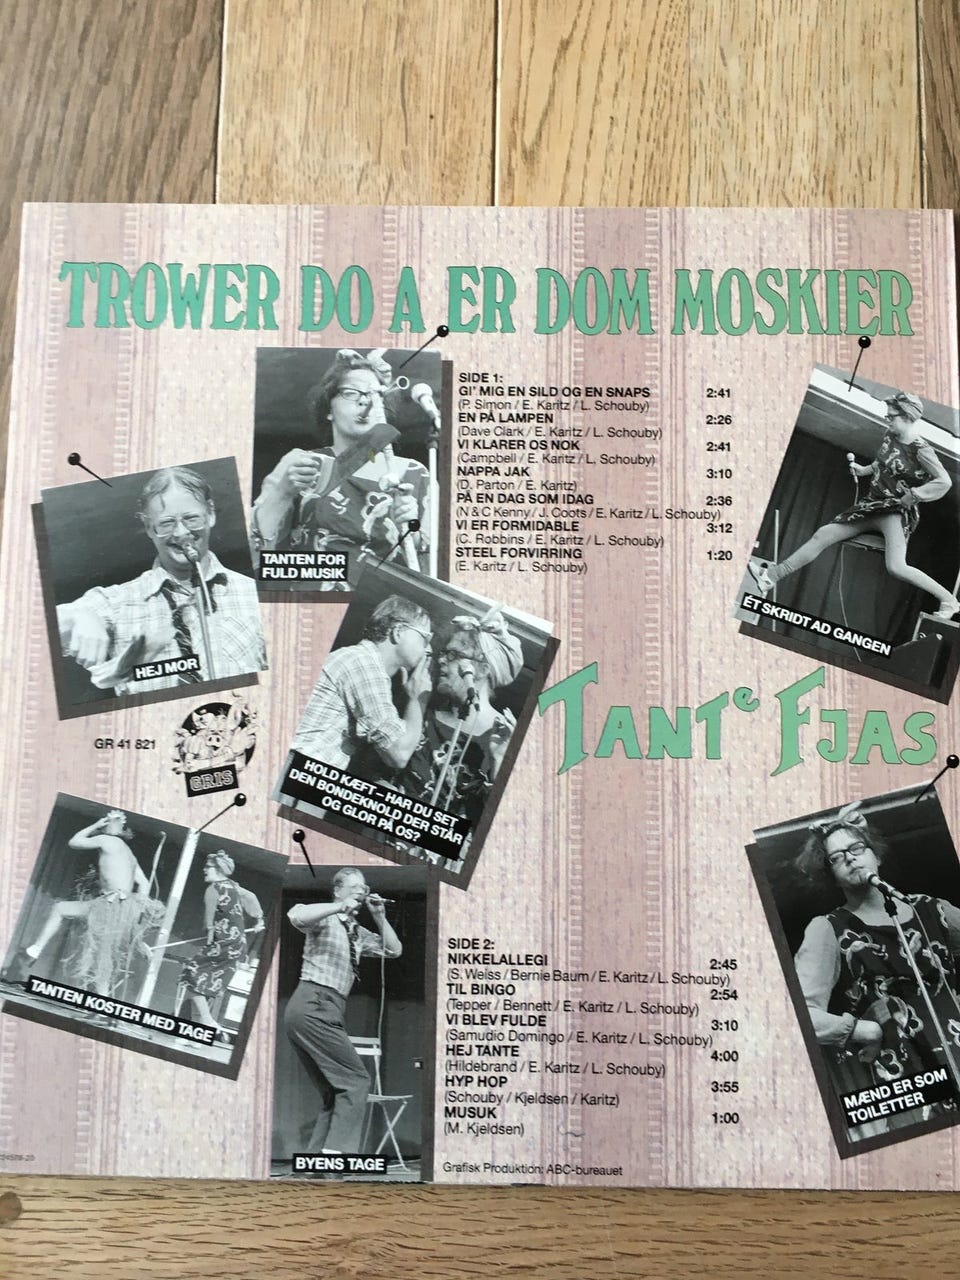 TROWER DO A ER DOM MOSKIER
SIDE 1:
GI' MIG EN SILD OG EN SNAPS 2:41
(P. Simon / E. Karitz / L. Schouby)
EN PÅ LAMPEN 2:26
(Dave Clark / E. Karitz / L. Schouby)
VI KLARER OS NOK 2:41
(Campbell / E. Karitz / L. Schouby)
NAPPA JAK 3:10
(D. Parton / E. Karitz)
PÅ EN DAG SOM IDAG 2:36
(N & C Kenny / J. Coots / E. Karitz / L. Schouby)
VI ER FORMIDABLE 3:12
(C. Robbins / E. Karitz / L. Schouby)
STEEL FORVIRRING 1:20
(E. Karitz / L. Schouby)
TANTEN FOR
FULD MUSIK
ÉT SKRIDT AD GANGEN
HEJ MOR
TANTe FJAS
GR 41 821
GRIS
HOLD KÆFT – HAR DU SET
DEN BONDEKNOLD DER STÅR
OG GLOR PÅ OS?
SIDE 2:
NIKKELALLEGI 2:45
(S. Weiss / Bernie Baum / E. Karitz / L. Schouby)
TIL BINGO 2:54
(Tepper / Bennett / E. Karitz / L. Schouby)
VI BLEV FULDE 3:10
(Samudio Domingo / E. Karitz / L. Schouby)
HEJ TANTE 4:00
(Hildebrand / E. Karitz / L. Schouby)
HYP HOP 3:55
(Schouby / Kjeldsen / Karitz)
MUSUK 1:00
(M. Kjeldsen)
TANTEN KOSTER MED TAGE
MÆND ER SOM
TOILETTER
BYENS TAGE
Grafisk Produktion: ABC-bureauet